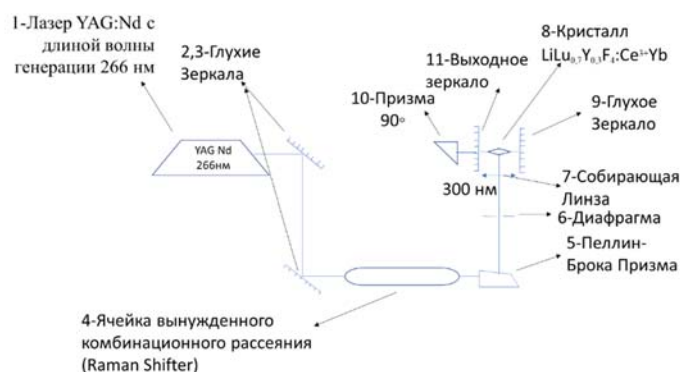 1-Лазер YAG:Nd с
длиной волны
генерации 266 нм
2,3-Глухие
Зеркала
11-Выходное
зеркало
8-Кристалл
LiLu₀,₇Y₀,₃F₄:Ce³⁺Yb
10-Призма
90°
9-Глухое
Зеркало
YAG Nd
266нм
300 нм
7-Собирающая
Линза
6-Диафрагма
5-Пеллин-
Брока Призма
4-Ячейка вынужденного
комбинационного рассеяния
(Raman Shifter)